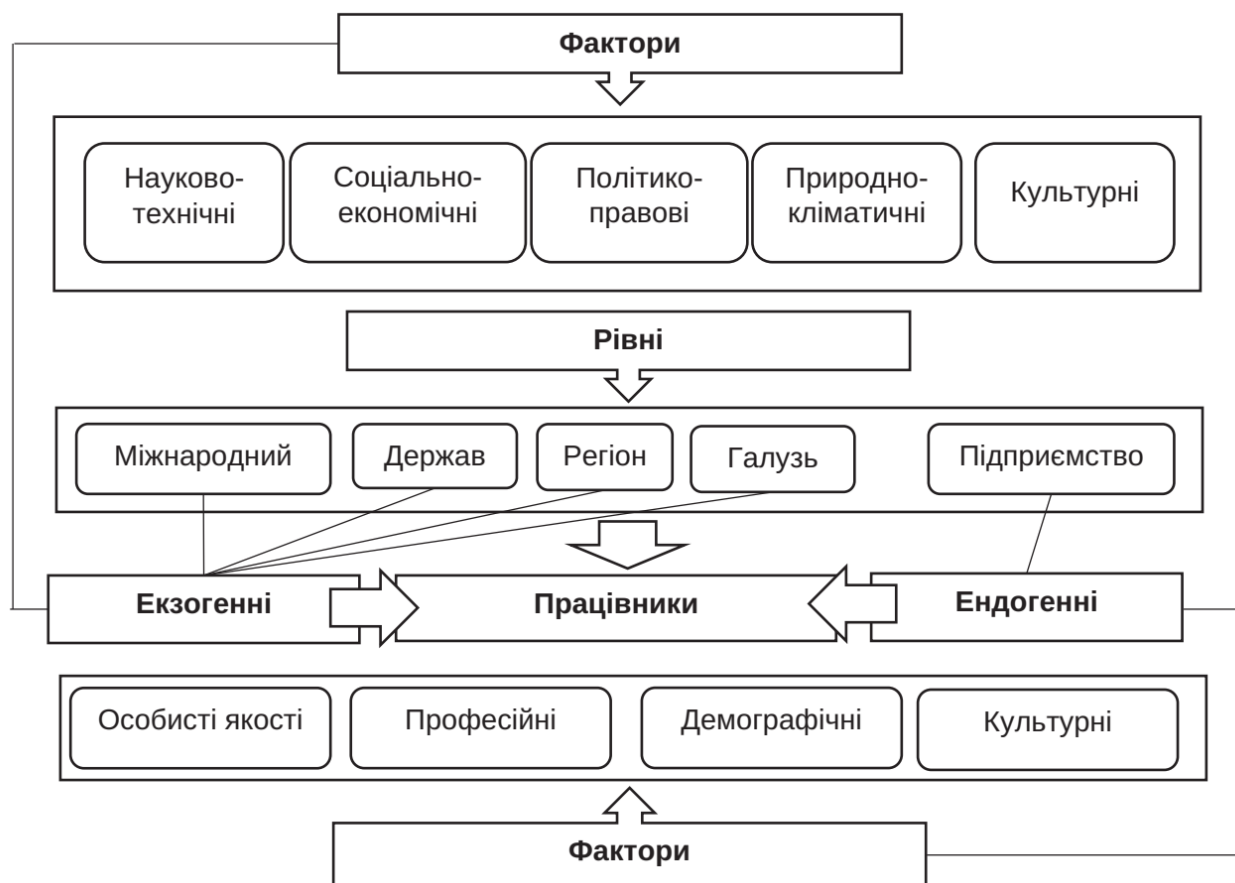 Фактори
Науково-
технічні
Соціально-
економічні
Політико-
правові
Природно-
кліматичні
Культурні
Рівні
Міжнародний
Держав
Регіон
Галузь
Підприємство
Екзогенні
Працівники
Ендогенні
Особисті якості
Професійні
Демографічні
Культурні
Фактори